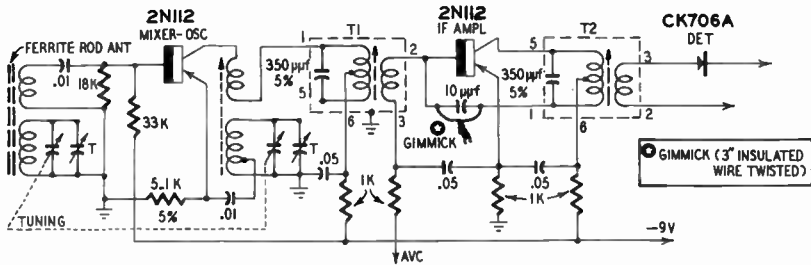 2N112
MIXER-OSC
FERRITE ROD ANT
.01
18K
33K
5.1K
5%
.01
TUNING
T
T
T1
350µµf
5%
5
6
2
3
.05
1K
AVC
2N112
IF AMPL
10µµf
GIMMICK
.05
.05
1K
T2
5
350µµf
5%
1
6
3
2
CK706A
DET
GIMMICK (3" INSULATED
WIRE TWISTED)
-9V